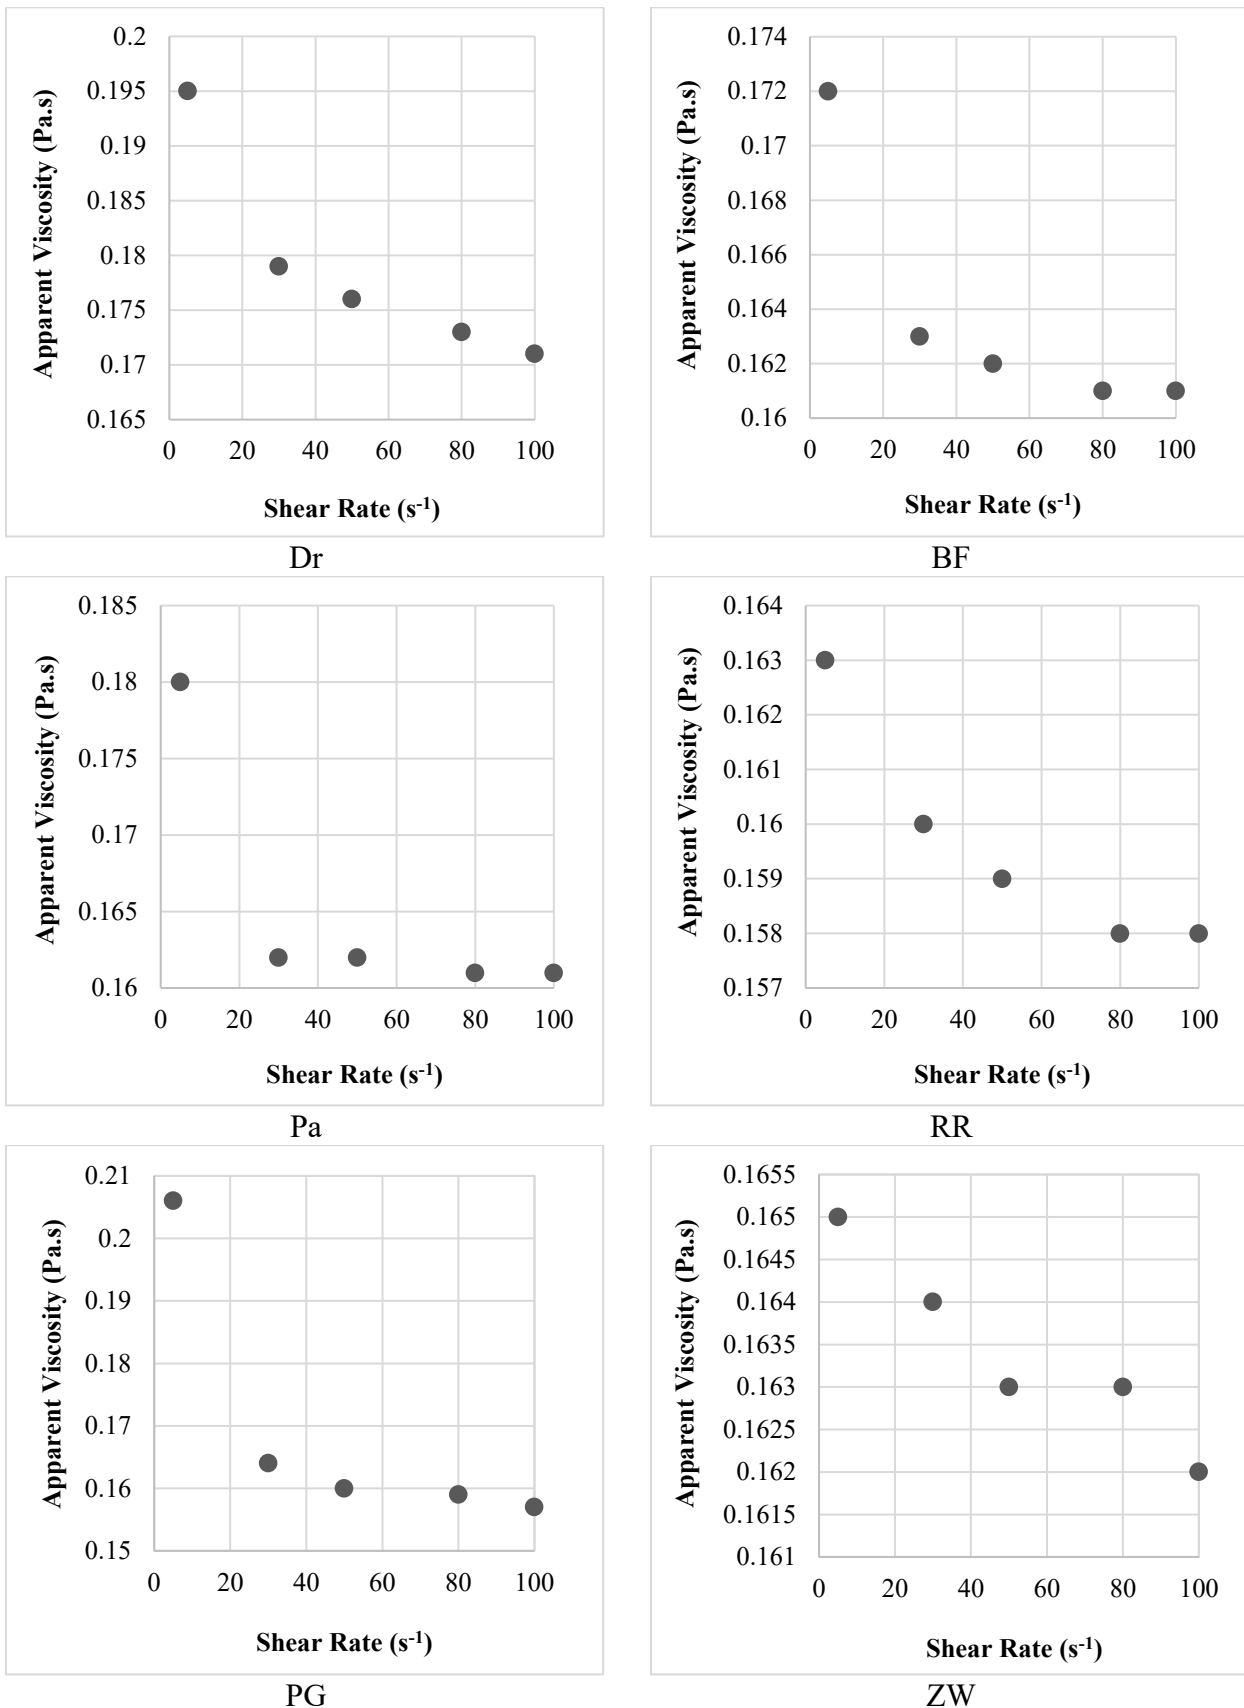 0.2
0.195
0.19
0.185
0.18
0.175
0.17
0.165
0 20 40 60 80 100
Apparent Viscosity (Pa.s)
Shear Rate (s-1)
Dr
0.174
0.172
0.17
0.168
0.166
0.164
0.162
0.16
0 20 40 60 80 100
Apparent Viscosity (Pa.s)
Shear Rate (s-1)
BF
0.185
0.18
0.175
0.17
0.165
0.16
0 20 40 60 80 100
Apparent Viscosity (Pa.s)
Shear Rate (s-1)
Pa
0.164
0.163
0.162
0.161
0.16
0.159
0.158
0.157
0 20 40 60 80 100
Apparent Viscosity (Pa.s)
Shear Rate (s-1)
RR
0.21
0.2
0.19
0.18
0.17
0.16
0.15
0 20 40 60 80 100
Apparent Viscosity (Pa.s)
Shear Rate (s-1)
PG
0.1655
0.165
0.1645
0.164
0.1635
0.163
0.1625
0.162
0.1615
0.161
0 20 40 60 80 100
Apparent Viscosity (Pa.s)
Shear Rate (s-1)
ZW